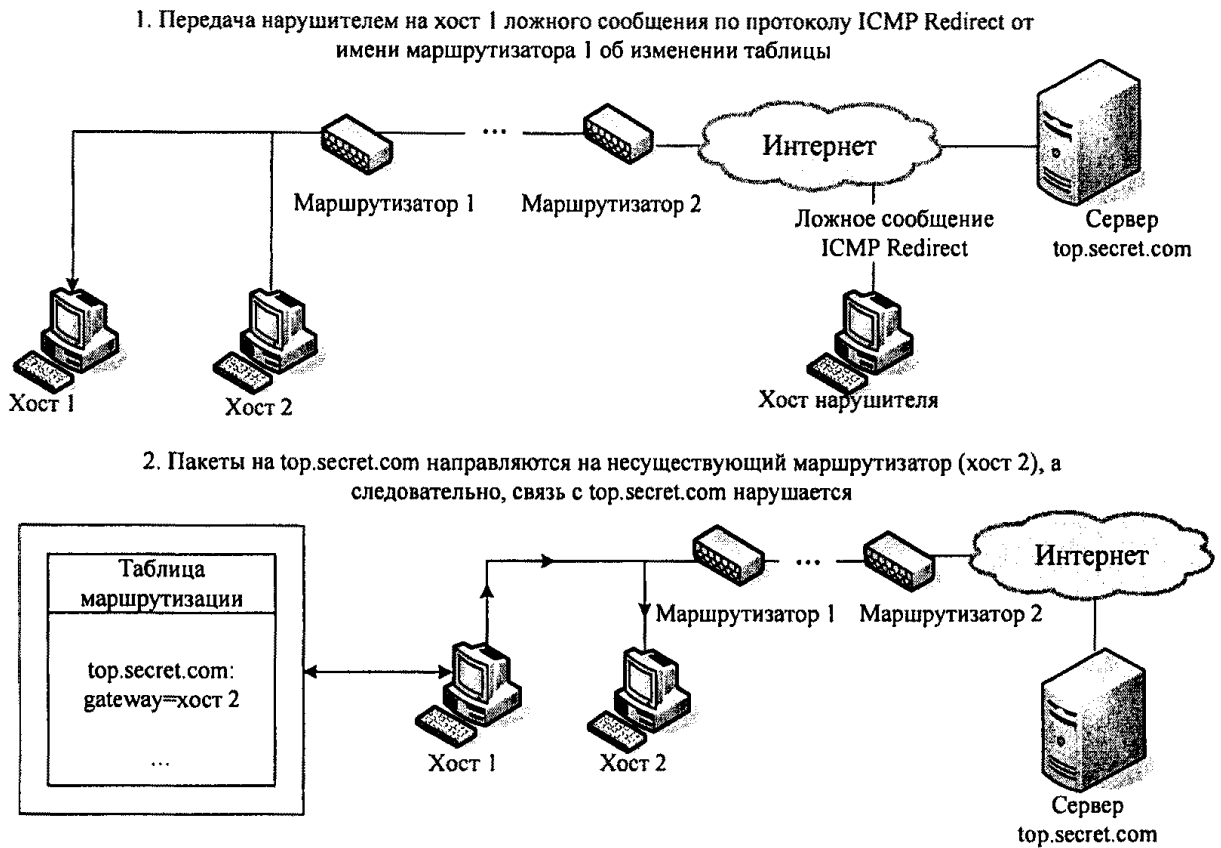 1. Передача нарушителем на хост 1 ложного сообщения по протоколу ICMP Redirect от
имени маршрутизатора 1 об изменении таблицы
...
Интернет
Маршрутизатор 1
Маршрутизатор 2
Ложное сообщение
ICMP Redirect
Сервер
top.secret.com
Хост 1
Хост 2
Хост нарушителя
2. Пакеты на top.secret.com направляются на несуществующий маршрутизатор (хост 2), а
следовательно, связь с top.secret.com нарушается
Таблица
маршрутизации
top.secret.com:
gateway=хост 2
...
...
Интернет
Маршрутизатор 1
Маршрутизатор 2
Хост 1
Хост 2
Сервер
top.secret.com